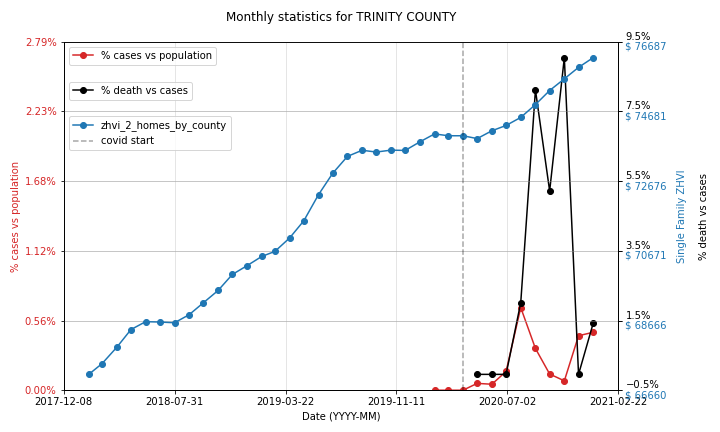 Monthly statistics for TRINITY COUNTY
2.79%
2.23%
1.68%
1.12%
0.56%
0.00%
% cases vs population
% cases vs population
% death vs cases
zhvi_2_homes_by_county
covid start
9.5%
$ 76687
7.5%
$ 74681
5.5%
$ 72676
3.5%
$ 70671
1.5%
$ 68666
−0.5%
$ 66660
Single Family ZHVI
% death vs cases
2017-12-08
2018-07-31
2019-03-22
2019-11-11
2020-07-02
2021-02-22
Date (YYYY-MM)